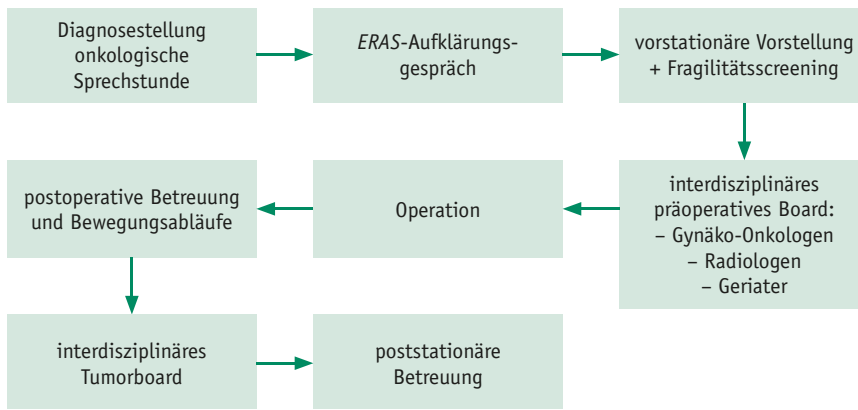 Diagnosestellung
onkologische
Sprechstunde
ERAS-Aufklärungs-
gespräch
vorstationäre Vorstellung
+ Fragilitätsscreening
interdisziplinäres
präoperatives Board:
– Gynäko-Onkologen
– Radiologen
– Geriater
Operation
postoperative Betreuung
und Bewegungsabläufe
interdisziplinäres
Tumorboard
poststationäre
Betreuung